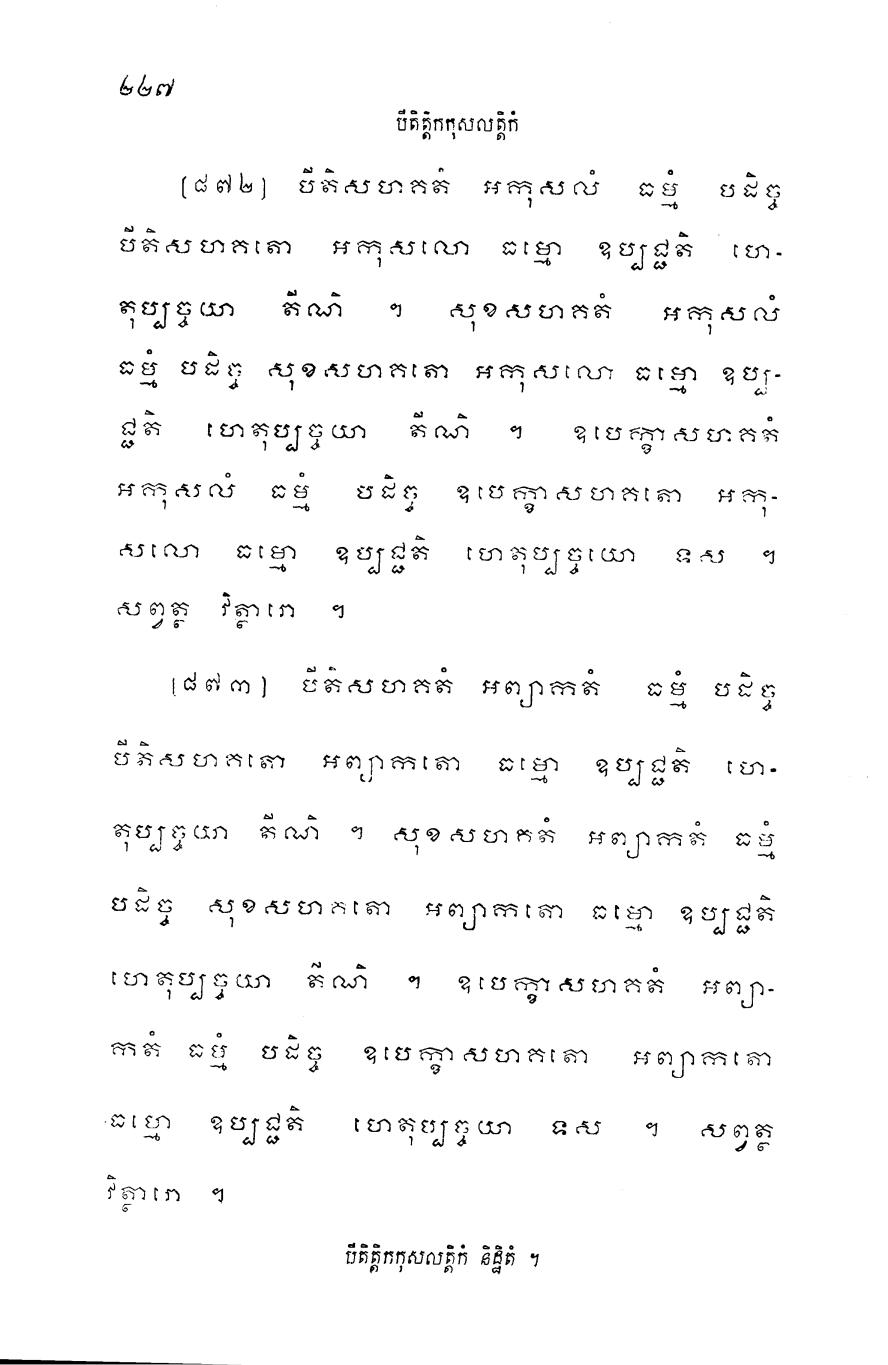 ២២៧
បីតិត្តិកកុសលត្តិកំ
[៨៧២] បីតិសហគតំ អកុសលំ ធម្មំ បដិច្ច
បីតិសហគតោ អកុសលោ ធម្មោ ឧប្បជ្ជតិ ហេ-
តុប្បច្ចយា តីណិ ។ សុខសហគតំ អកុសលំ
ធម្មំ បដិច្ច សុខសហគតោ អកុសលោ ធម្មោ ឧប្ប-
ជ្ជតិ ហេតុប្បច្ចយា តីណិ ។ ឧបេក្ខាសហគតំ
អកុសលំ ធម្មំ បដិច្ច ឧបេក្ខាសហគតោ អកុ-
សលោ ធម្មោ ឧប្បជ្ជតិ ហេតុប្បច្ចយោ ទស ។
សព្វត្ថ វិត្ថារោ ។
[៨៧៣] បីតិសហគតំ អព្យាកតំ ធម្មំ បដិច្ច
បីតិសហគតោ អព្យាកតោ ធម្មោ ឧប្បជ្ជតិ ហេ-
តុប្បច្ចយា តីណិ ។ សុខសហគតំ អព្យាកតំ ធម្មំ
បដិច្ច សុខសហគតោ អព្យាកតោ ធម្មោ ឧប្បជ្ជតិ
ហេតុប្បច្ចយា តីណិ ។ ឧបេក្ខាសហគតំ អព្យា-
កតំ ធម្មំ បដិច្ច ឧបេក្ខាសហគតោ អព្យាកតោ
ធម្មោ ឧប្បជ្ជតិ ហេតុប្បច្ចយា ទស ។ សព្វត្ថ
វិត្ថារោ ។
បីតិត្តិកកុសលត្តិកំ និដ្ឋិតំ ។